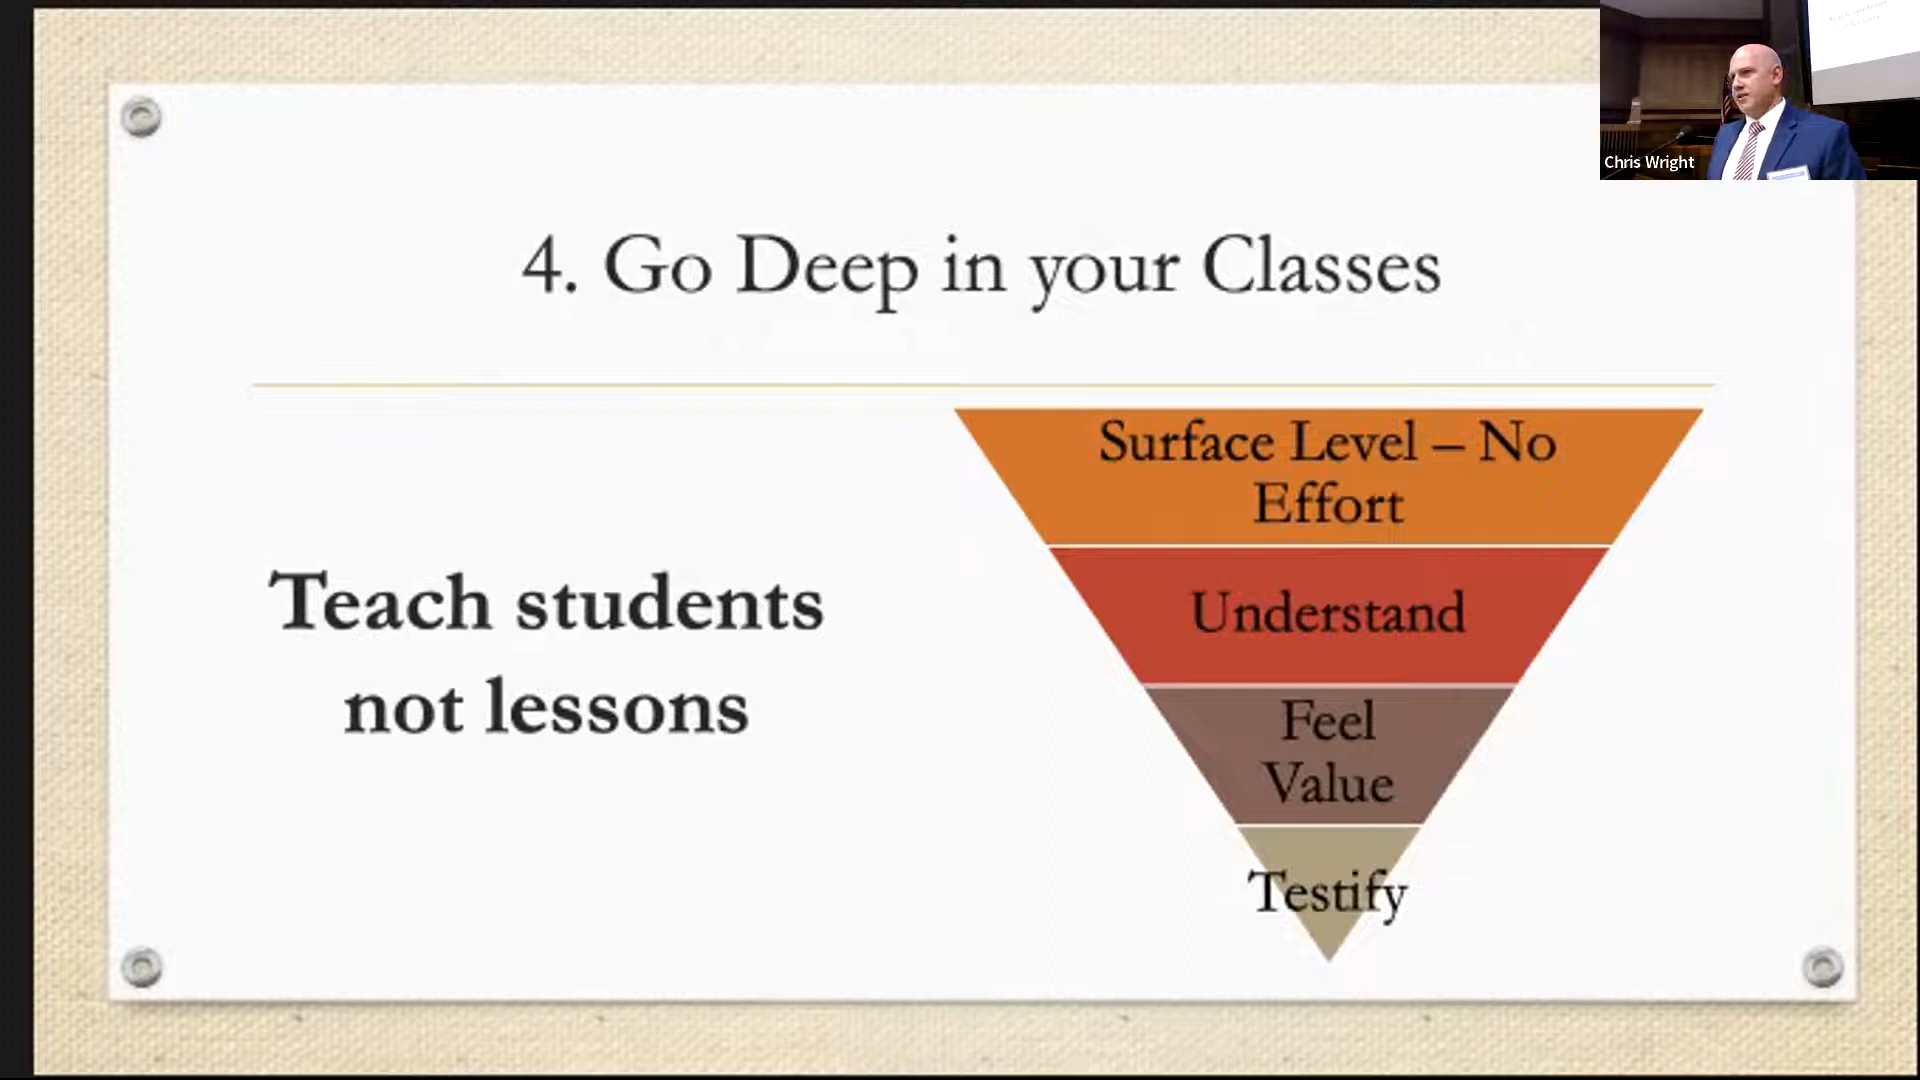 4. Go Deep in your Classes
Teach students
not lessons
Surface Level – No
Effort
Understand
Feel
Value
Testify
Chris Wright